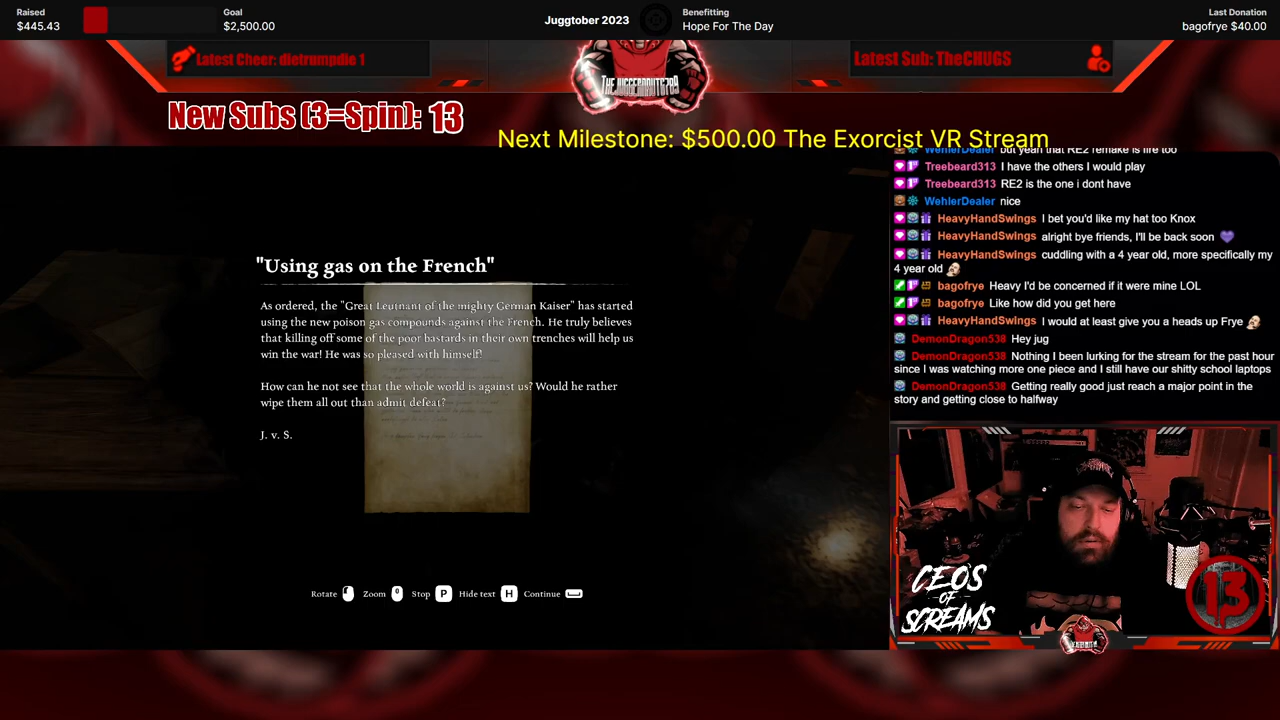 Raised
$445.43
Goal
$2,500.00
Juggtober 2023
Benefitting
Hope For The Day
Last Donation
bagofrye $40.00
Latest Cheer: dietrumpdie 1
THEJUGGERNAUT6789
Latest Sub: TheCHUGS
New Subs (3=Spin): 13
Next Milestone: $500.00 The Exorcist VR Stream
WehlerDealer but yeah that RE2 remake is fire too
Treebeard313 I have the others I would play
Treebeard313 RE2 is the one i dont have
WehlerDealer nice
HeavyHandSwIngs I bet you'd like my hat too Knox
HeavyHandSwIngs alright bye friends, I'll be back soon
HeavyHandSwIngs cuddling with a 4 year old, more specifically my
4 year old
bagofrye Heavy I'd be concerned if it were mine LOL
bagofrye Like how did you get here
HeavyHandSwIngs I would at least give you a heads up Frye
DemonDragon538 Hey jug
DemonDragon538 Nothing I been lurking for the stream for the past hour
since I was watching more one piece and I still have our shitty school laptops
DemonDragon538 Getting really good just reach a major point in the
story and getting close to halfway
"Using gas on the French"
As ordered, the "Great Leutnant of the mighty German Kaiser" has started
using the new poison gas compounds against the French. He truly believes
that killing off some of the poor bastards in their own trenches will help us
win the war! He was so pleased with himself!
How can he not see that the whole world is against us? Would he rather
wipe them all out than admit defeat?
J. v. S.
Rotate Zoom Stop P Hide text H Continue
CEO'S
OF
SCREAMS
13